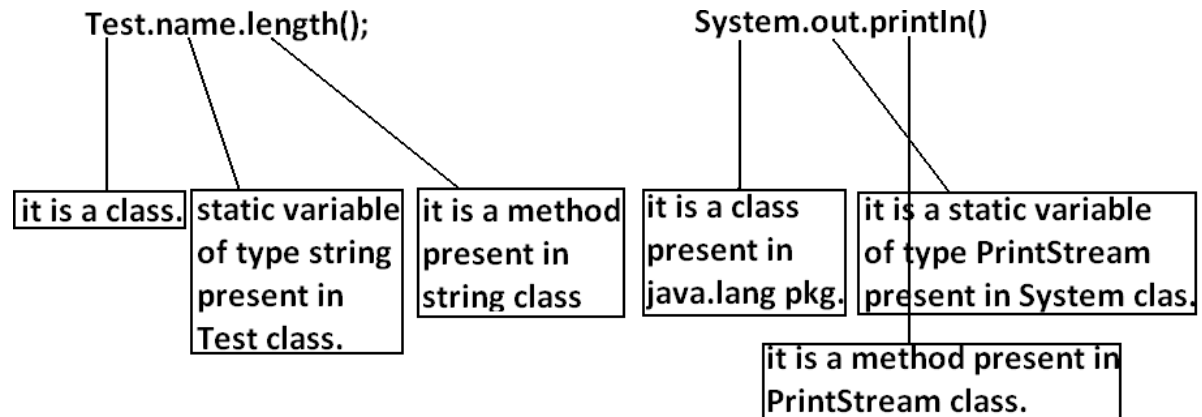 Test.name.length();
System.out.println()
it is a class.
static variable
of type string
present in
Test class.
it is a method
present in
string class
it is a class
present in
java.lang pkg.
it is a static variable
of type PrintStream
present in System clas.
it is a method present in
PrintStream class.